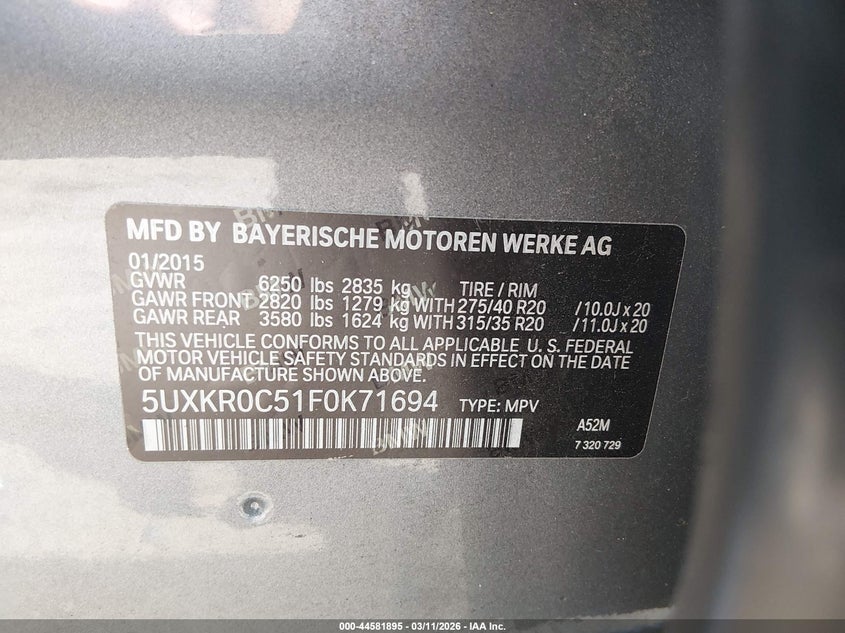 MFD BY BAYERISCHE MOTOREN WERKE AG
01/2015
GVWR 6250 lbs 2835 kg TIRE / RIM
GAWR FRONT 2820 lbs 1279 kg WITH 275/40 R20 /10.0J x 20
GAWR REAR 3580 lbs 1624 kg WITH 315/35 R20 /11.0J x 20
THIS VEHICLE CONFORMS TO ALL APPLICABLE U. S. FEDERAL
MOTOR VEHICLE SAFETY STANDARDS IN EFFECT ON THE DATE
OF MANUFACTURE SHOWN ABOVE.
5UXKR0C51F0K71694 TYPE: MPV
A52M
7 320 729
000-44581895 - 03/11/2026 - IAA Inc.